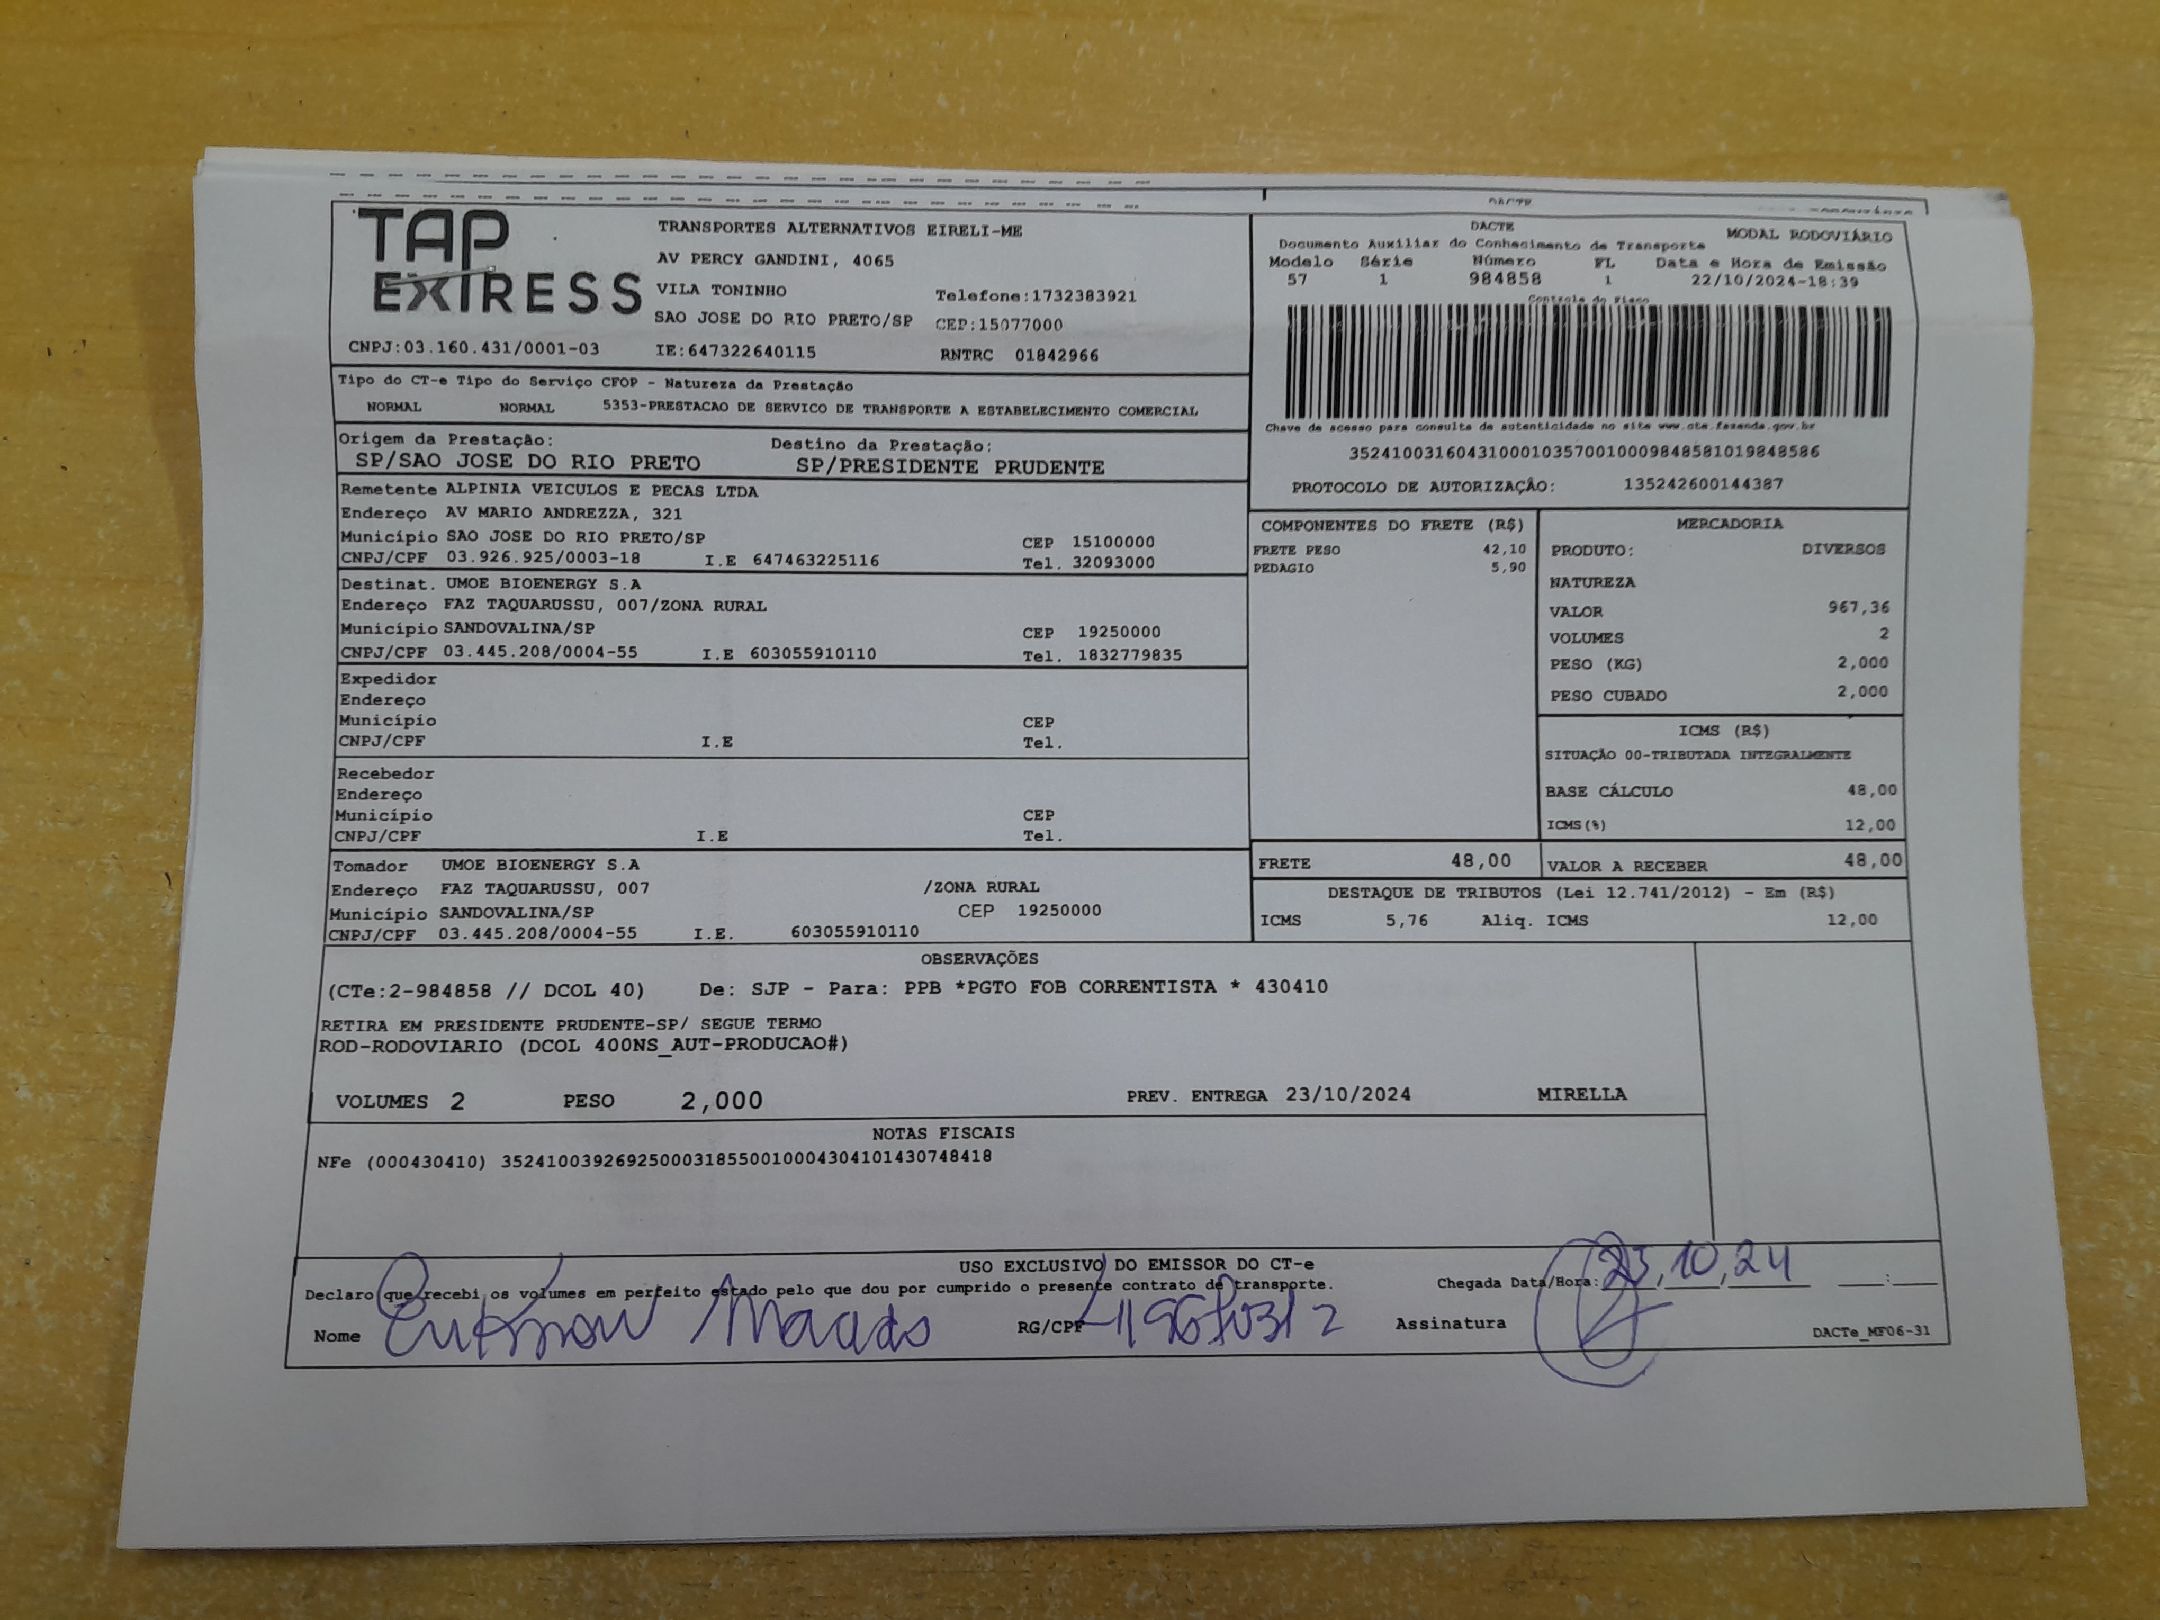 TAP
EXPRESS
TRANSPORTES ALTERNATIVOS EIRELI-ME
AV PERCY GANDINI, 4065
VILA TONINHO Telefone:1732383921
SAO JOSE DO RIO PRETO/SP CEP:15077000
CNPJ:03.160.431/0001-03 IE:647322640115 RNTRC 01842966
DACTE
Documento Auxiliar do Conhecimento de Transporte MODAL RODOVIÁRIO
Modelo Série Número FL Data e Hora de Emissão
57 1 984858 1 22/10/2024-18:39
Controle do Fisco
Chave de acesso para consulta de autenticidade no site www.cte.fazenda.gov.br
35241003160431000103570010009848581019848586
PROTOCOLO DE AUTORIZAÇÃO: 135242600144387
Tipo do CT-e Tipo do Serviço CFOP - Natureza da Prestação
NORMAL NORMAL 5353-PRESTACAO DE SERVICO DE TRANSPORTE A ESTABELECIMENTO COMERCIAL
Origem da Prestação: Destino da Prestação:
SP/SAO JOSE DO RIO PRETO SP/PRESIDENTE PRUDENTE
Remetente ALPINIA VEICULOS E PECAS LTDA
Endereço AV MARIO ANDREZZA, 321
Município SAO JOSE DO RIO PRETO/SP CEP 15100000
CNPJ/CPF 03.926.925/0003-18 I.E 647463225116 Tel. 32093000
Destinat. UMOE BIOENERGY S.A
Endereço FAZ TAQUARUSSU, 007/ZONA RURAL
Município SANDOVALINA/SP CEP 19250000
CNPJ/CPF 03.445.208/0004-55 I.E 603055910110 Tel. 1832779835
Expedidor
Endereço
Município CEP
CNPJ/CPF I.E Tel.
Recebedor
Endereço
Município CEP
CNPJ/CPF I.E Tel.
Tomador UMOE BIOENERGY S.A
Endereço FAZ TAQUARUSSU, 007 /ZONA RURAL
Município SANDOVALINA/SP CEP 19250000
CNPJ/CPF 03.445.208/0004-55 I.E. 603055910110
COMPONENTES DO FRETE (R$)
FRETE PESO 42,10
PEDAGIO 5,90
MERCADORIA
PRODUTO: DIVERSOS
NATUREZA
VALOR 967,36
VOLUMES 2
PESO (KG) 2,000
PESO CUBADO 2,000
ICMS (R$)
SITUAÇÃO 00-TRIBUTADA INTEGRALMENTE
BASE CÁLCULO 48,00
ICMS(%) 12,00
FRETE 48,00 VALOR A RECEBER 48,00
DESTAQUE DE TRIBUTOS (Lei 12.741/2012) - Em (R$)
ICMS 5,76 Aliq. ICMS 12,00
OBSERVAÇÕES
(CTe:2-984858 // DCOL 40) De: SJP - Para: PPB *PGTO FOB CORRENTISTA * 430410
RETIRA EM PRESIDENTE PRUDENTE-SP/ SEGUE TERMO
ROD-RODOVIARIO (DCOL 400NS_AUT-PRODUCAO#)
VOLUMES 2 PESO 2,000 PREV. ENTREGA 23/10/2024 MIRELLA
NOTAS FISCAIS
NFe (000430410) 35241003926925000318550010004304101430748418
USO EXCLUSIVO DO EMISSOR DO CT-e
Declaro que recebi os volumes em perfeito estado pelo que dou por cumprido o presente contrato de transporte. Chegada Data/Hora: 23,10,24 :
Nome RG/CPF Assinatura DACTe_MF06-31